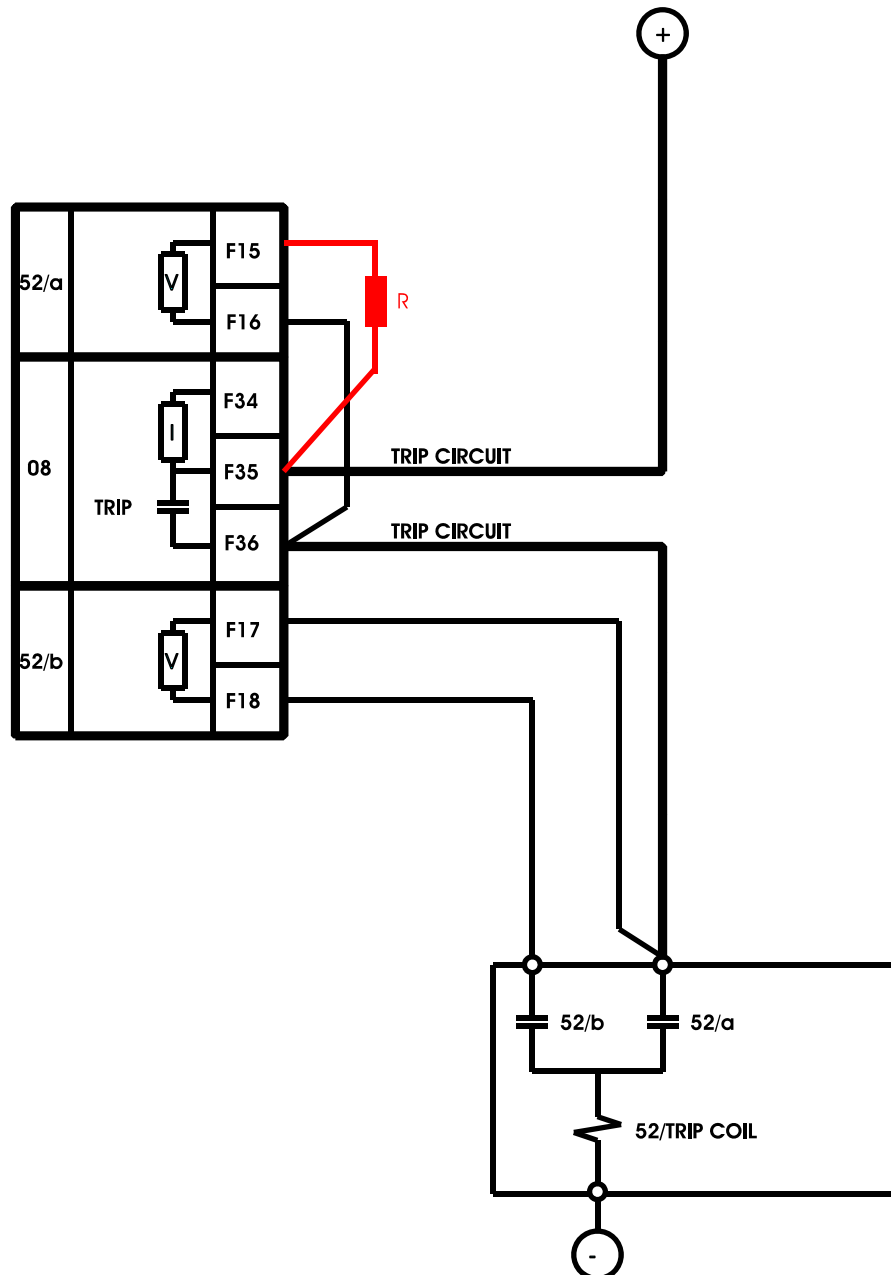 +
F15
52/a
V
R
F16
F34
I
08
F35
TRIP CIRCUIT
TRIP
F36
TRIP CIRCUIT
F17
52/b
V
F18
52/b
52/a
52/TRIP COIL
-